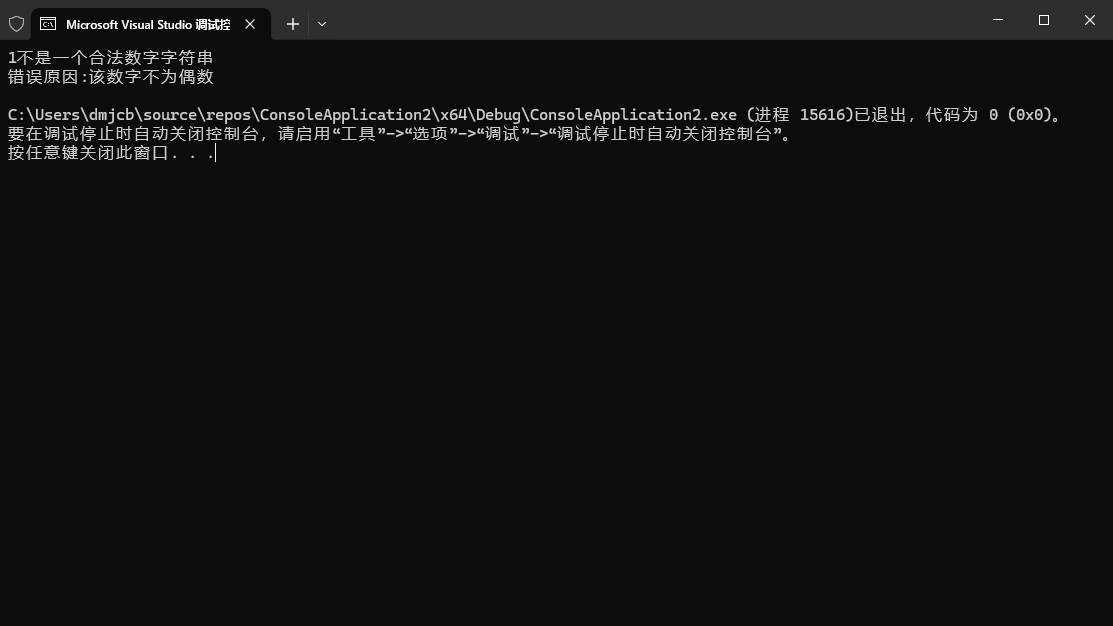 Microsoft Visual Studio 调试控
1不是一个合法数字字符串
错误原因:该数字不为偶数
C:\Users\dmjcb\source\repos\ConsoleApplication2\x64\Debug\ConsoleApplication2.exe (进程 15616)已退出，代码为 0 (0x0)。
要在调试停止时自动关闭控制台，请启用“工具”->“选项”->“调试”->“调试停止时自动关闭控制台”。
按任意键关闭此窗口. . .